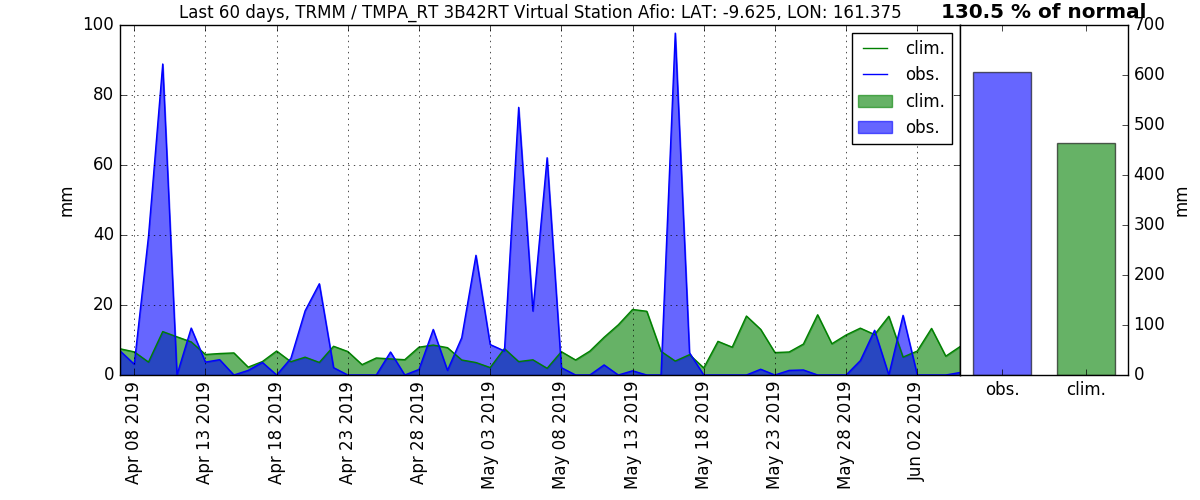 Last 60 days, TRMM / TMPA_RT 3B42RT Virtual Station Afio: LAT: -9.625, LON: 161.375
130.5 % of normal
100
80
60
40
20
0
mm
clim.
obs.
clim.
obs.
Apr 08 2019
Apr 13 2019
Apr 18 2019
Apr 23 2019
Apr 28 2019
May 03 2019
May 08 2019
May 13 2019
May 18 2019
May 23 2019
May 28 2019
Jun 02 2019
700
600
500
400
300
200
100
0
mm
obs.
clim.